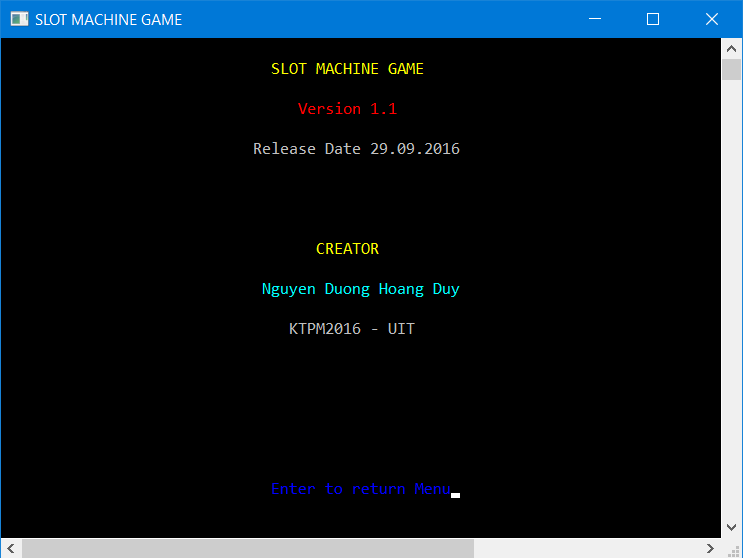 SLOT MACHINE GAME
SLOT MACHINE GAME
Version 1.1
Release Date 29.09.2016
CREATOR
Nguyen Duong Hoang Duy
KTPM2016 - UIT
Enter to return Menu